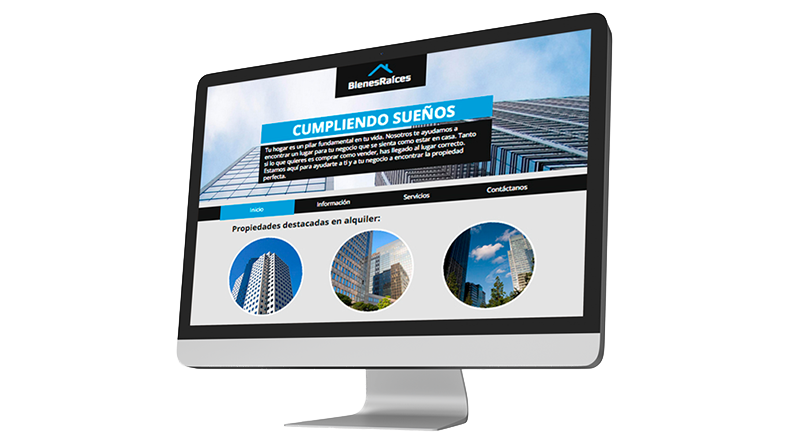 BienesRaíces
CUMPLIENDO SUEÑOS
Tu hogar es un pilar fundamental en tu vida. Nosotros te ayudamos a
encontrar un lugar para tu negocio que se sienta como estar en casa. Tanto
si lo que quieres es comprar como vender, has llegado al lugar correcto.
Estamos aquí para ayudarte a ti y a tu negocio a encontrar la propiedad
perfecta.
Inicio Información Servicios Contáctanos
Propiedades destacadas en alquiler: